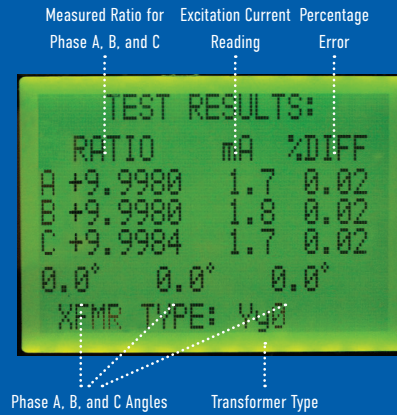 Measured Ratio for Phase A, B, and C
Excitation Current Reading
Percentage Error
TEST RESULTS:
RATIO mA %DIFF
A +9.9980 1.7 0.02
B +9.9980 1.8 0.02
C +9.9984 1.7 0.02
0.0° 0.0° 0.0°
XFMR TYPE: Yy0
Phase A, B, and C Angles
Transformer Type